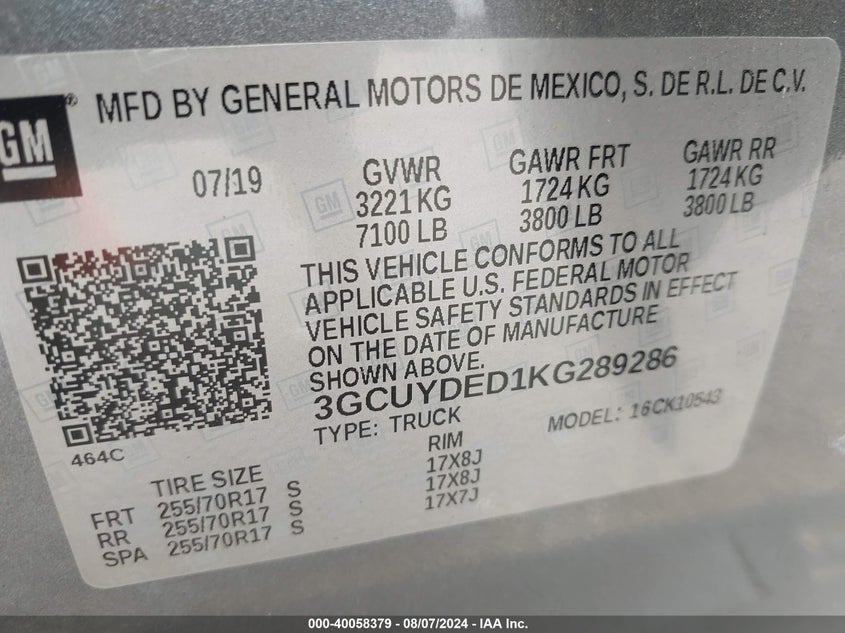 GM ®
MFD BY GENERAL MOTORS DE MEXICO, S. DE R.L. DE C.V.
07/19
GVWR GAWR FRT GAWR RR
3221 KG 1724 KG 1724 KG
7100 LB 3800 LB 3800 LB
THIS VEHICLE CONFORMS TO ALL
APPLICABLE U.S. FEDERAL MOTOR
VEHICLE SAFETY STANDARDS IN EFFECT
ON THE DATE OF MANUFACTURE
SHOWN ABOVE.
3GCUYDED1KG289286
TYPE: TRUCK MODEL: 16CK10543
464C
TIRE SIZE RIM
FRT 255/70R17 S 17X8J
RR 255/70R17 S 17X8J
SPA 255/70R17 S 17X7J
000-40058379 - 08/07/2024 - IAA Inc.